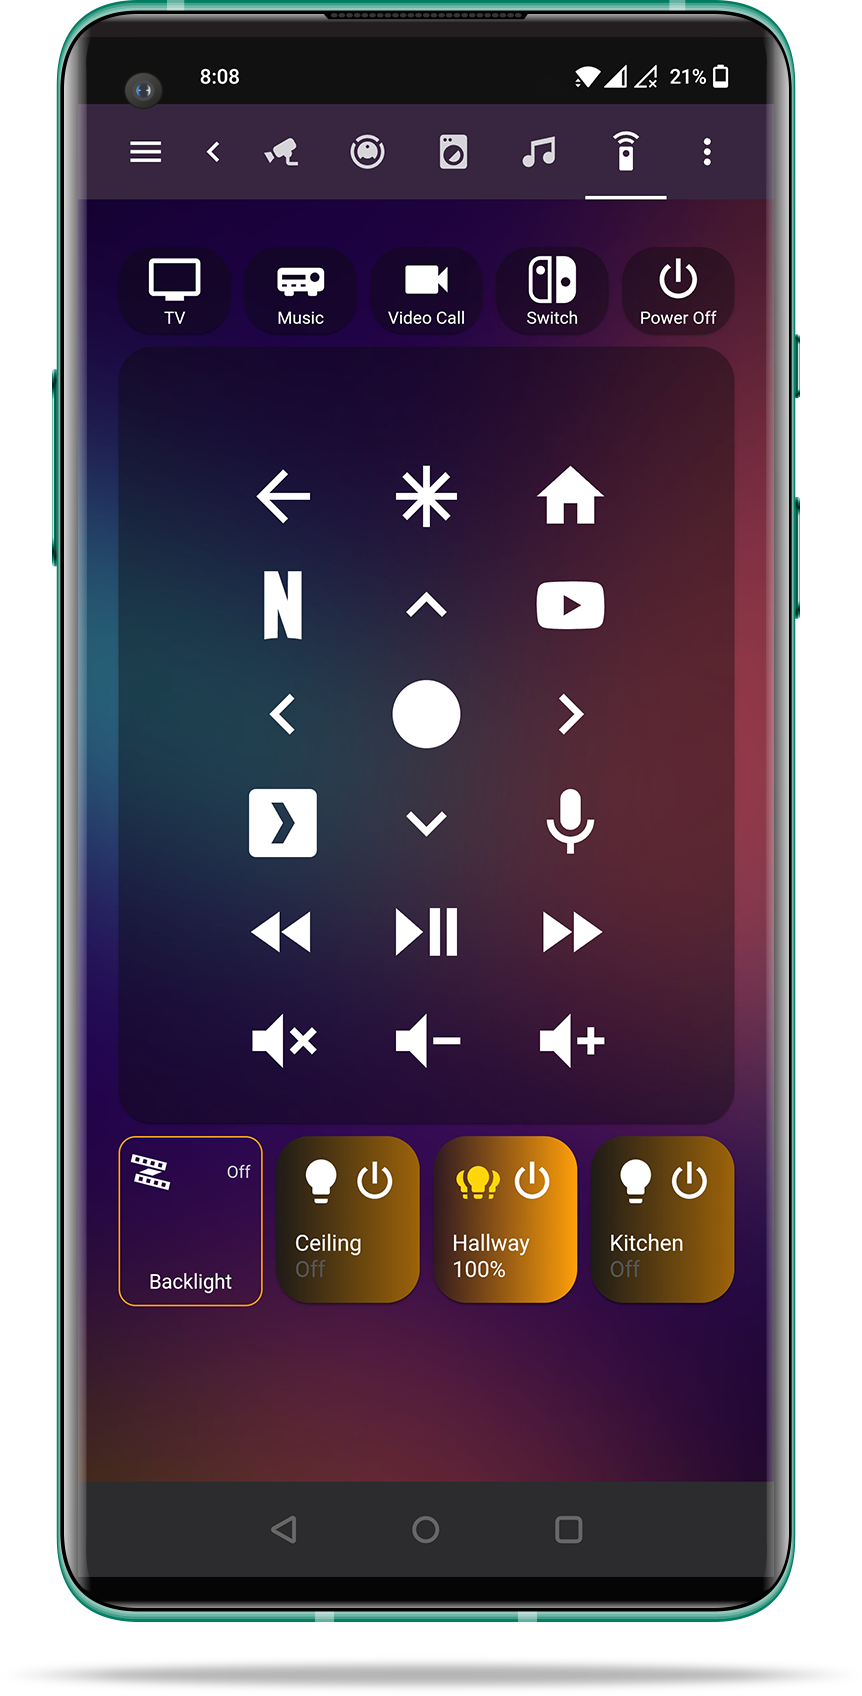 8:08
21%
TV
Music
Video Call
Switch
Power Off
N
Off
Backlight
Ceiling
Off
Hallway
100%
Kitchen
Off